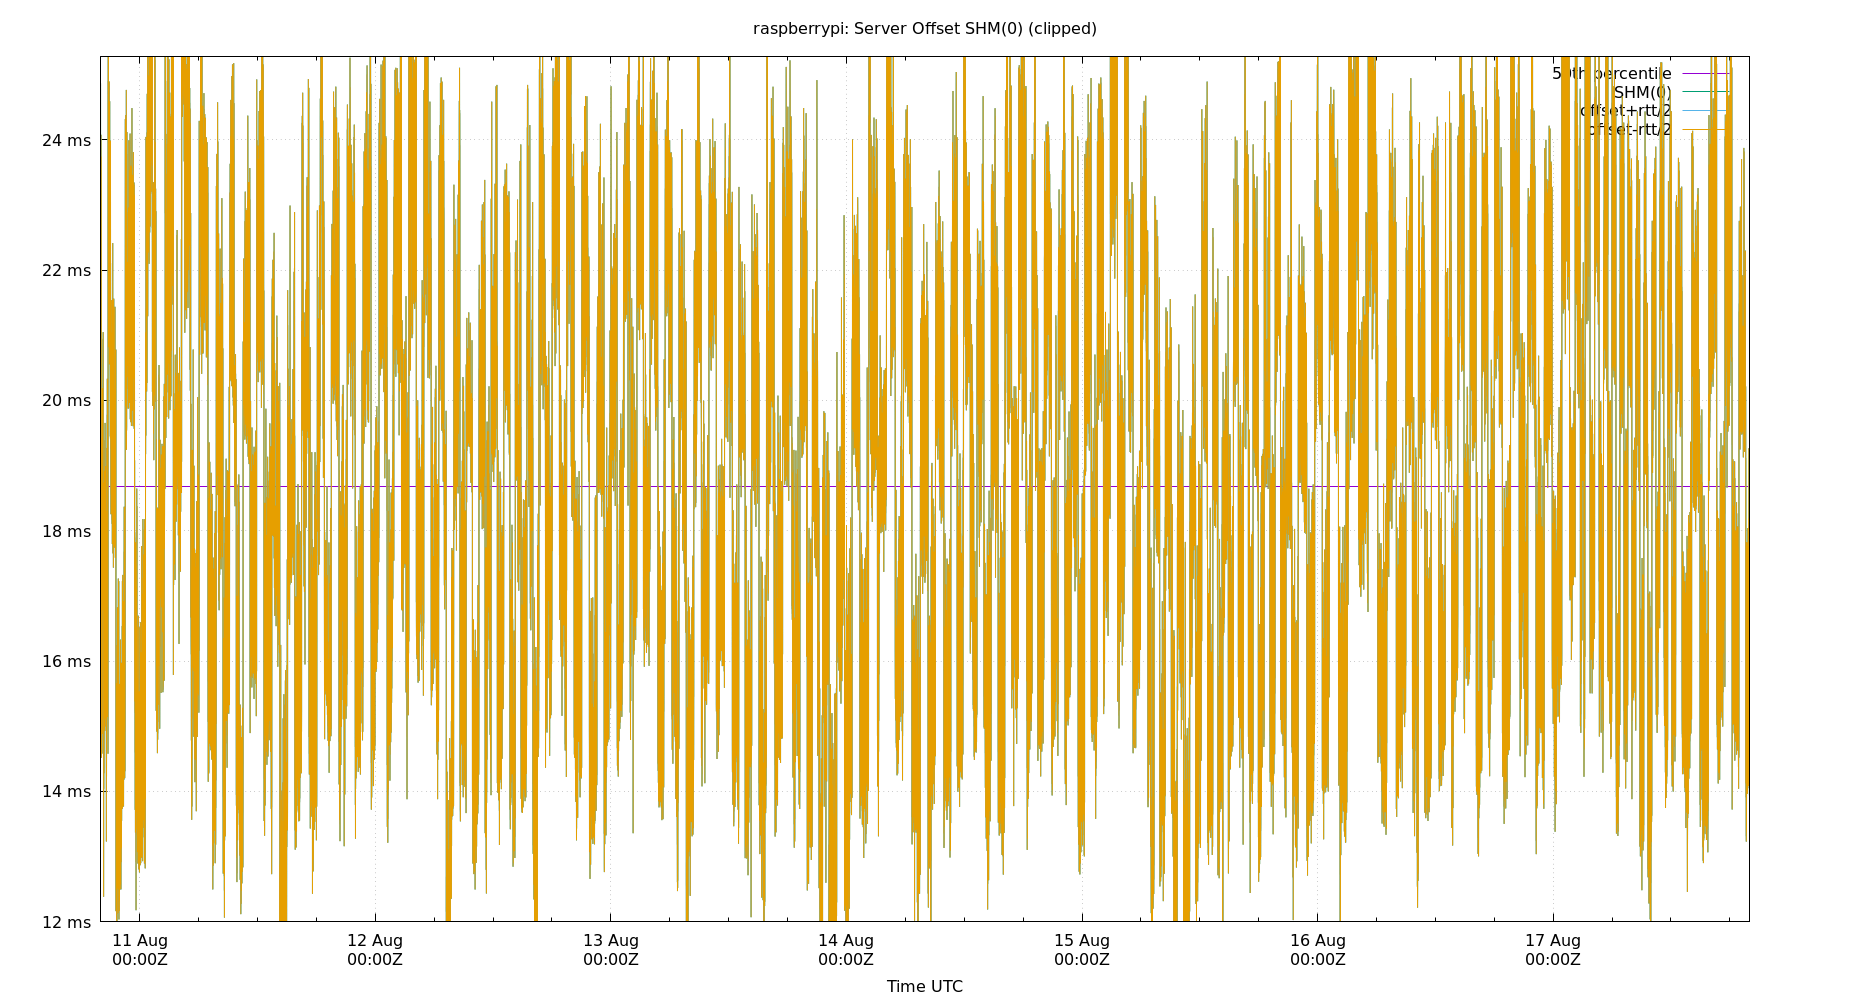 raspberrypi: Server Offset SHM(0) (clipped)
50th percentile
SHM(0)
offset+rtt/2
offset-rtt/2
24 ms
22 ms
20 ms
18 ms
16 ms
14 ms
12 ms
11 Aug 12 Aug 13 Aug 14 Aug 15 Aug 16 Aug 17 Aug
00:00Z 00:00Z 00:00Z 00:00Z 00:00Z 00:00Z 00:00Z
Time UTC